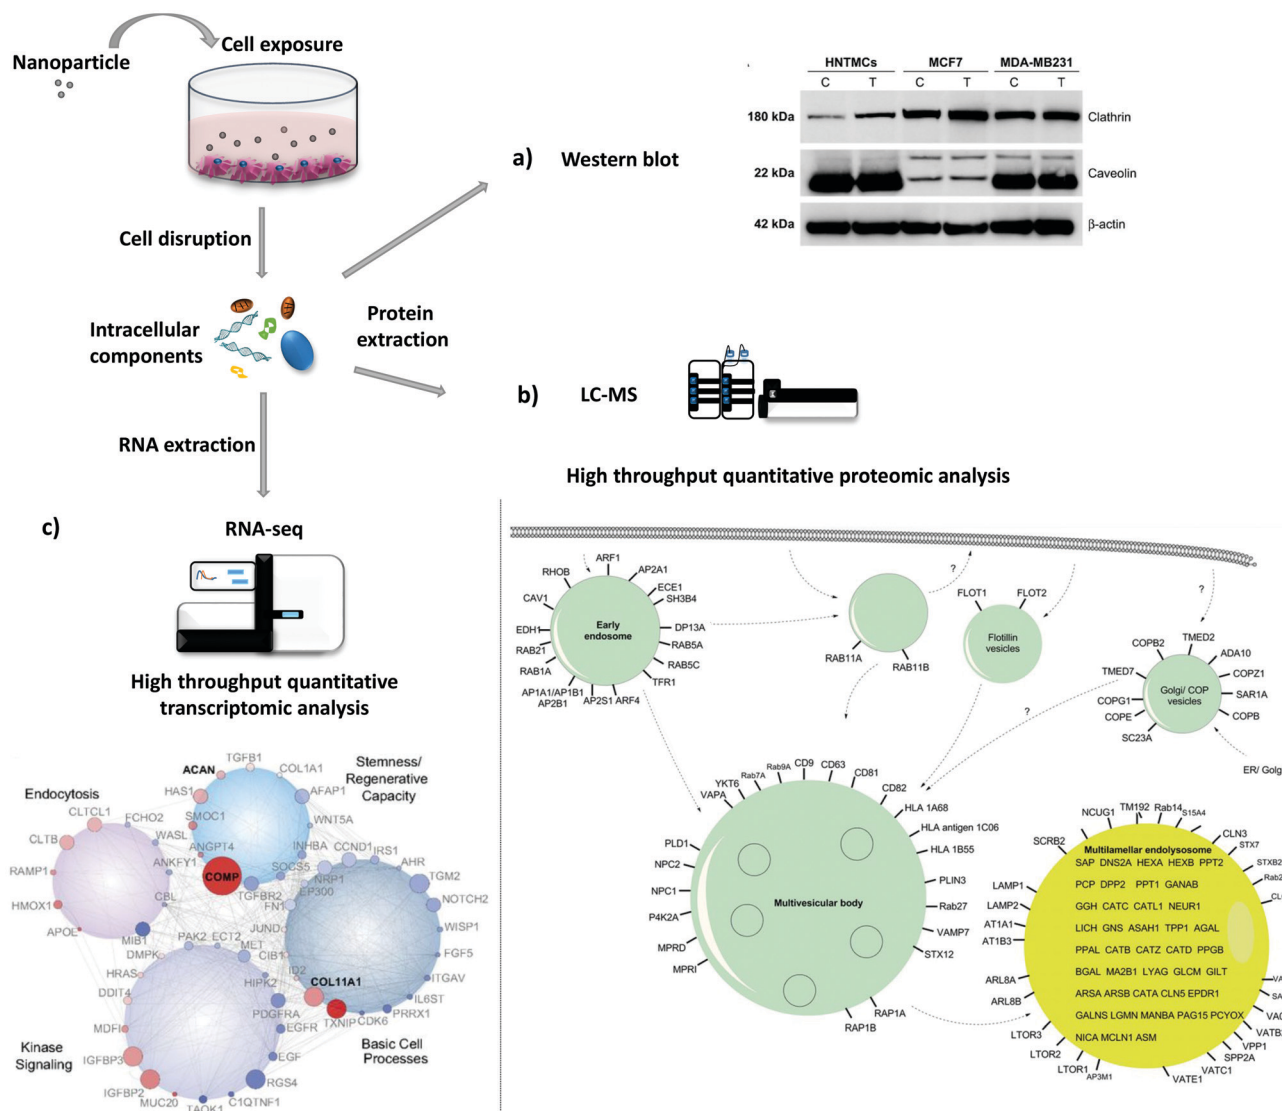 Nanoparticle
Cell exposure
Cell disruption
Intracellular
components
Protein
extraction
RNA extraction
a) Western blot
HNTMCs MCF7 MDA-MB231
C T C T C T
180 kDa Clathrin
22 kDa Caveolin
42 kDa β-actin
b) LC-MS
High throughput quantitative proteomic analysis
c)
RNA-seq
High throughput quantitative
transcriptomic analysis
Stemness/
Regenerative
Capacity
TGFB1
ACAN
COL1A1
HAS1
AFAP1
SMOC1
WNT5A
ANGPT4
INHBA
COMP
SOCS5
TGFBR2
Endocytosis
CLTCL1
FCHO2
CLTB
WASL
RAMP1
ANKFY1
HMOX1
CBL
APOE
MIB1
CCND1
IRS1
NRP1
AHR
EP300
TGM2
FN1
NOTCH2
JUND
WISP1
CIB1
FGF5
ID2
ITGAV
COL11A1
IL6ST
TXNIP
CDK6
PRRX1
Basic Cell
Processes
PAK2
ECT2
MET
DMPK
HRAS
HIPK2
DDIT4
PDGFRA
MDFI
EGFR
Kinase
Signaling
IGFBP3
EGF
IGFBP2
RGS4
MUC20
TAOK1
C1QTNF1
ARF1
RHOB
AP2A1
ECE1
CAV1
SH3B4
Early
endosome
EDH1
DP13A
RAB21
RAB5A
RAB1A
RAB5C
TFR1
AP1A1/AP1B1
AP2B1
AP2S1
ARF4
RAB11A
RAB11B
?
FLOT1
FLOT2
Flotillin
vesicles
?
TMED2
COPB2
ADA10
TMED7
COPZ1
Golgi/ COP
vesicles
COPG1
SAR1A
COPE
COPB
SC23A
?
ER/ Golgi
CD9
CD63
Rab9A
CD81
Rab7A
CD82
YKT6
VAPA
HLA 1A68
HLA antigen 1C06
PLD1
HLA 1B55
NPC2
PLIN3
NPC1
Rab27
P4K2A
VAMP7
MPRD
STX12
MPRI
Multivesicular body
RAP1A
RAP1B
TM192
Rab14
NCUG1
S15A4
SCRB2
CLN3
STX7
LAMP1
LAMP2
AT1A1
AT1B3
ARL8A
ARL8B
LTOR3
LTOR2
LTOR1
AP3M1
VATE1
VATC1
SPP2A
VPP1
Multilamellar endolysosome
SAP DNS2A HEXA HEXB PPT2
PCP DPP2 PPT1 GANAB
GGH CATC CATL1 NEUR1
LICH GNS ASAH1 TPP1 AGAL
PPAL CATB CATZ CATD PPGB
BGAL MA2B1 LYAG GLCM GILT
ARSA ARSB CATA CLN5 EPDR1
GALNS LGMN MANBA PAG15 PCYOX
NICA MCLN1 ASM